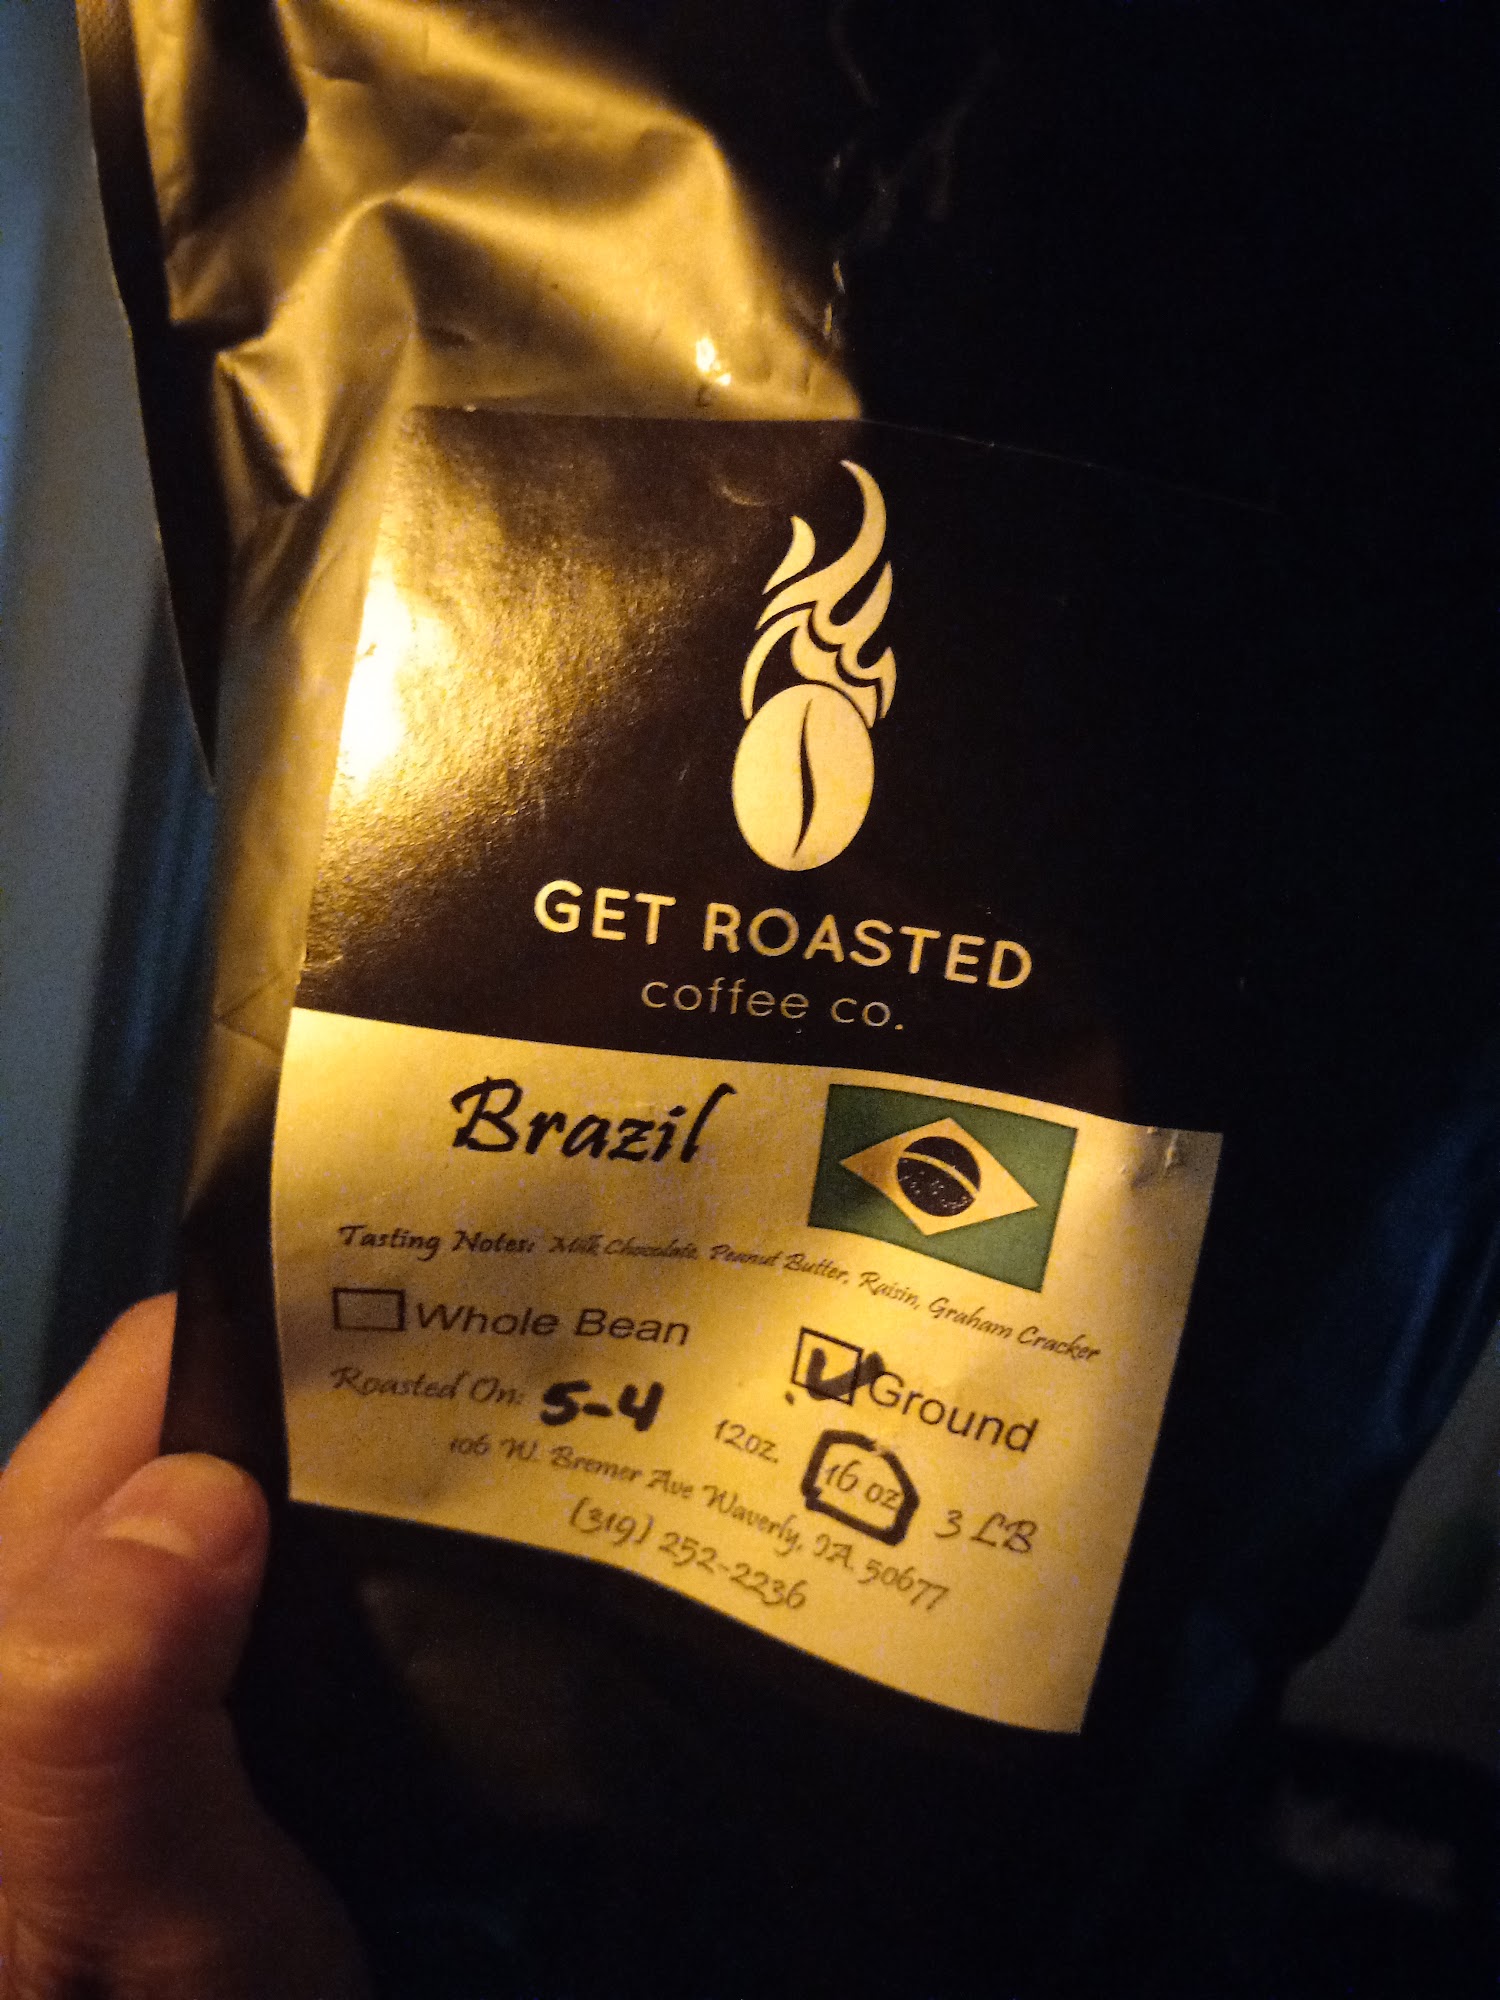 GET ROASTED
coffee co.
Brazil
Tasting Notes: Milk Chocolate, Peanut Butter, Raisin, Graham Cracker
Whole Bean
Ground
Roasted On: 5-4
12oz. 16 oz 3 LB
106 W. Bremer Ave Waverly, IA 50677
(319) 252-2236